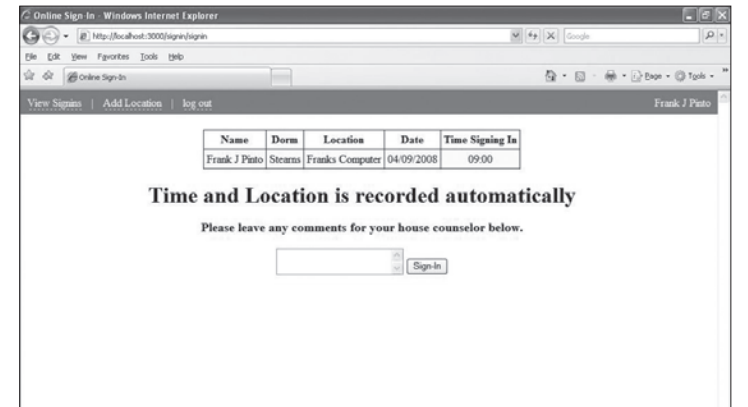 Online Sign-In - Windows Internet Explorer
http://localhost:3000/signin/signin
Google
File Edit View Favorites Tools Help
Online Sign-In
Page Tools
View Signins | Add Location | log out Frank J Pinto
Name Dorm Location Date Time Signing In
Frank J Pinto Stearns Franks Computer 04/09/2008 09:00
Time and Location is recorded automatically
Please leave any comments for your house counselor below.
Sign-In